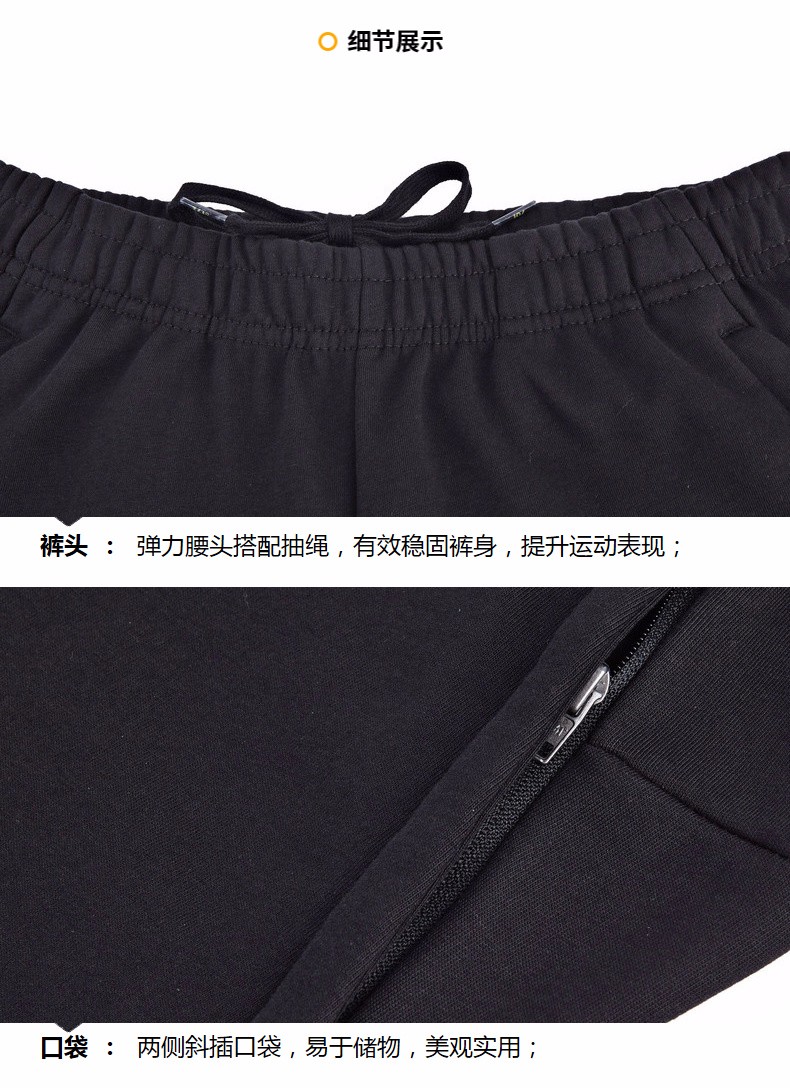 细节展示
裤头 : 弹力腰头搭配抽绳，有效稳固裤身，提升运动表现；
口袋 : 两侧斜插口袋，易于储物，美观实用；